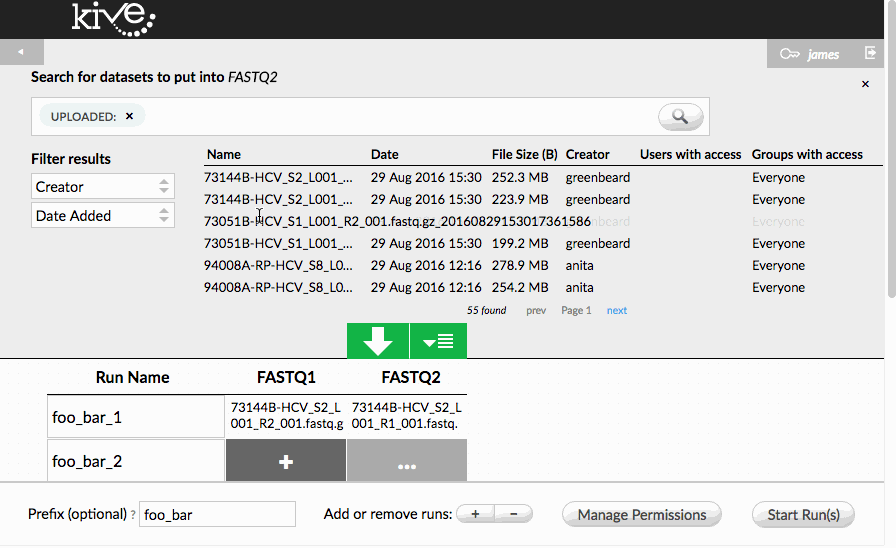 kive
james
Search for datasets to put into FASTQ2
×
UPLOADED: ×
Filter results
Creator
Date Added
Name Date File Size (B) Creator Users with access Groups with access
73144B-HCV_S2_L001_... 29 Aug 2016 15:30 252.3 MB greenbeard Everyone
73144B-HCV_S2_L001_... 29 Aug 2016 15:30 223.9 MB greenbeard Everyone
73051B-HCV_S1_L001_R2_001.fastq.gz_20160829153017361586 Everyone
73051B-HCV_S1_L001_... 29 Aug 2016 15:30 199.2 MB greenbeard Everyone
94008A-RP-HCV_S8_L0... 29 Aug 2016 12:16 278.9 MB anita Everyone
94008A-RP-HCV_S8_L0... 29 Aug 2016 12:16 254.2 MB anita Everyone
55 found prev Page 1 next
Run Name FASTQ1 FASTQ2
foo_bar_1
73144B-HCV_S2_L
001_R2_001.fastq.g
73144B-HCV_S2_L
001_R1_001.fastq.
foo_bar_2 + ...
Prefix (optional) ? foo_bar Add or remove runs: + − Manage Permissions Start Run(s)